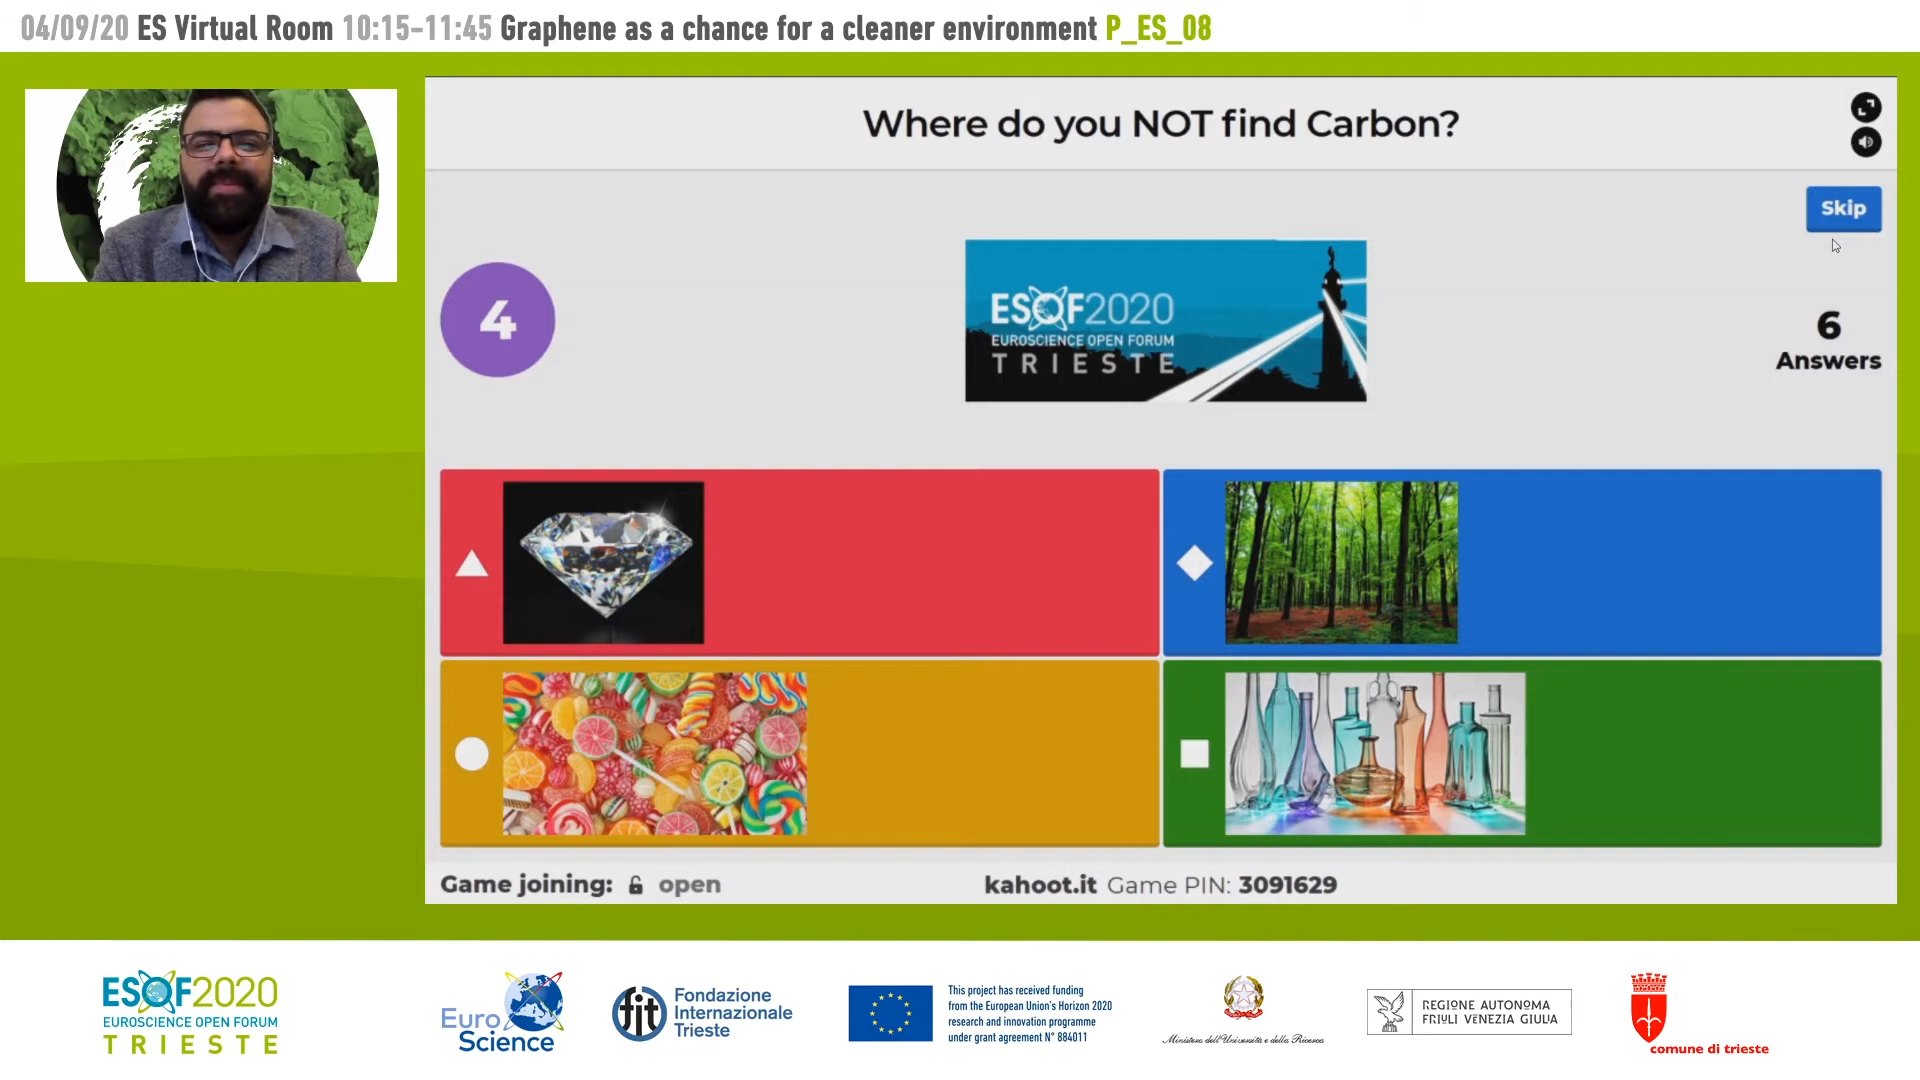 04/09/20 ES Virtual Room 10:15-11:45 Graphene as a chance for a cleaner environment P_ES_08
Where do you NOT find Carbon?
Skip
4
ESOF2020
EUROSCIENCE OPEN FORUM
TRIESTE
6
Answers
Game joining: open
kahoot.it Game PIN: 3091629
ESOF2020
EUROSCIENCE OPEN FORUM
TRIESTE
Euro
Science
fit
Fondazione
Internazionale
Trieste
This project has received funding
from the European Union's Horizon 2020
research and innovation programme
under grant agreement N° 884011
Ministero dell'Università e della Ricerca
REGIONE AUTONOMA
FRIULI VENEZIA GIULIA
comune di trieste